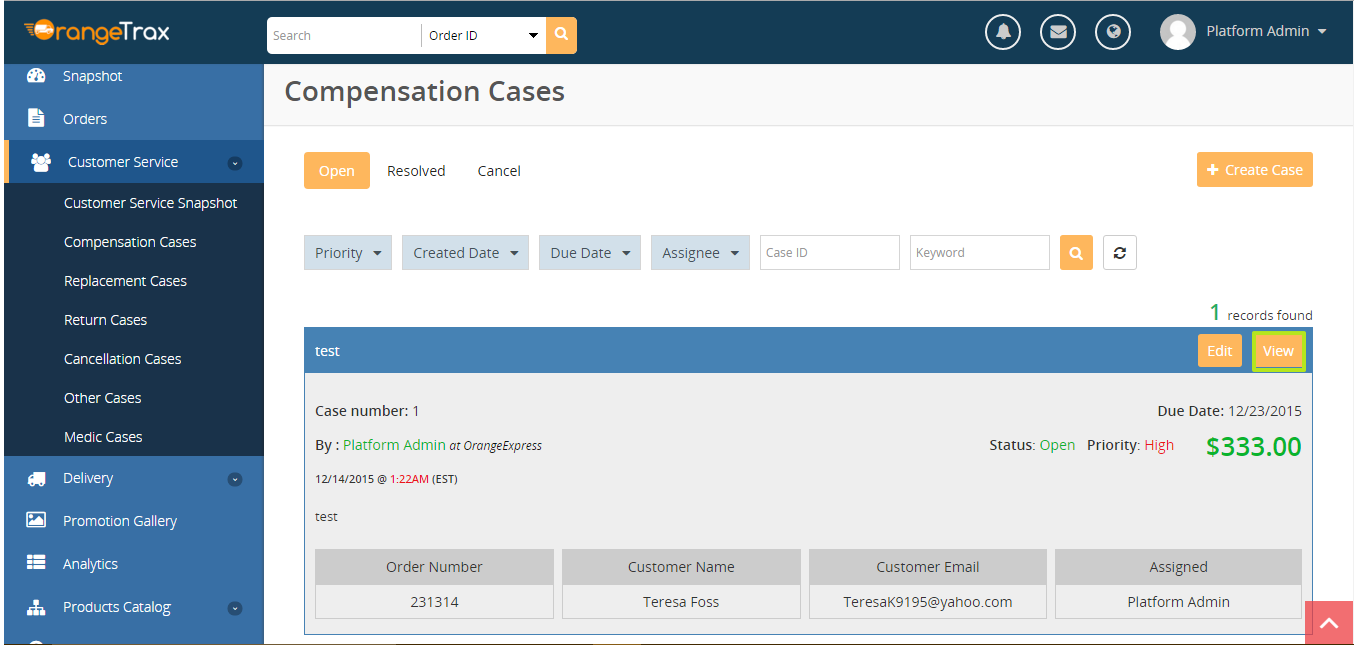 OrangeTrax
Search
Order ID
Platform Admin
Snapshot
Orders
Customer Service
Customer Service Snapshot
Compensation Cases
Replacement Cases
Return Cases
Cancellation Cases
Other Cases
Medic Cases
Delivery
Promotion Gallery
Analytics
Products Catalog
Compensation Cases
Open Resolved Cancel
+ Create Case
Priority Created Date Due Date Assignee Case ID Keyword
1 records found
test Edit View
Case number: 1 Due Date: 12/23/2015
By : Platform Admin at OrangeExpress Status: Open Priority: High $333.00
12/14/2015 @ 1:22AM (EST)
test
Order Number Customer Name Customer Email Assigned
231314 Teresa Foss TeresaK9195@yahoo.com Platform Admin